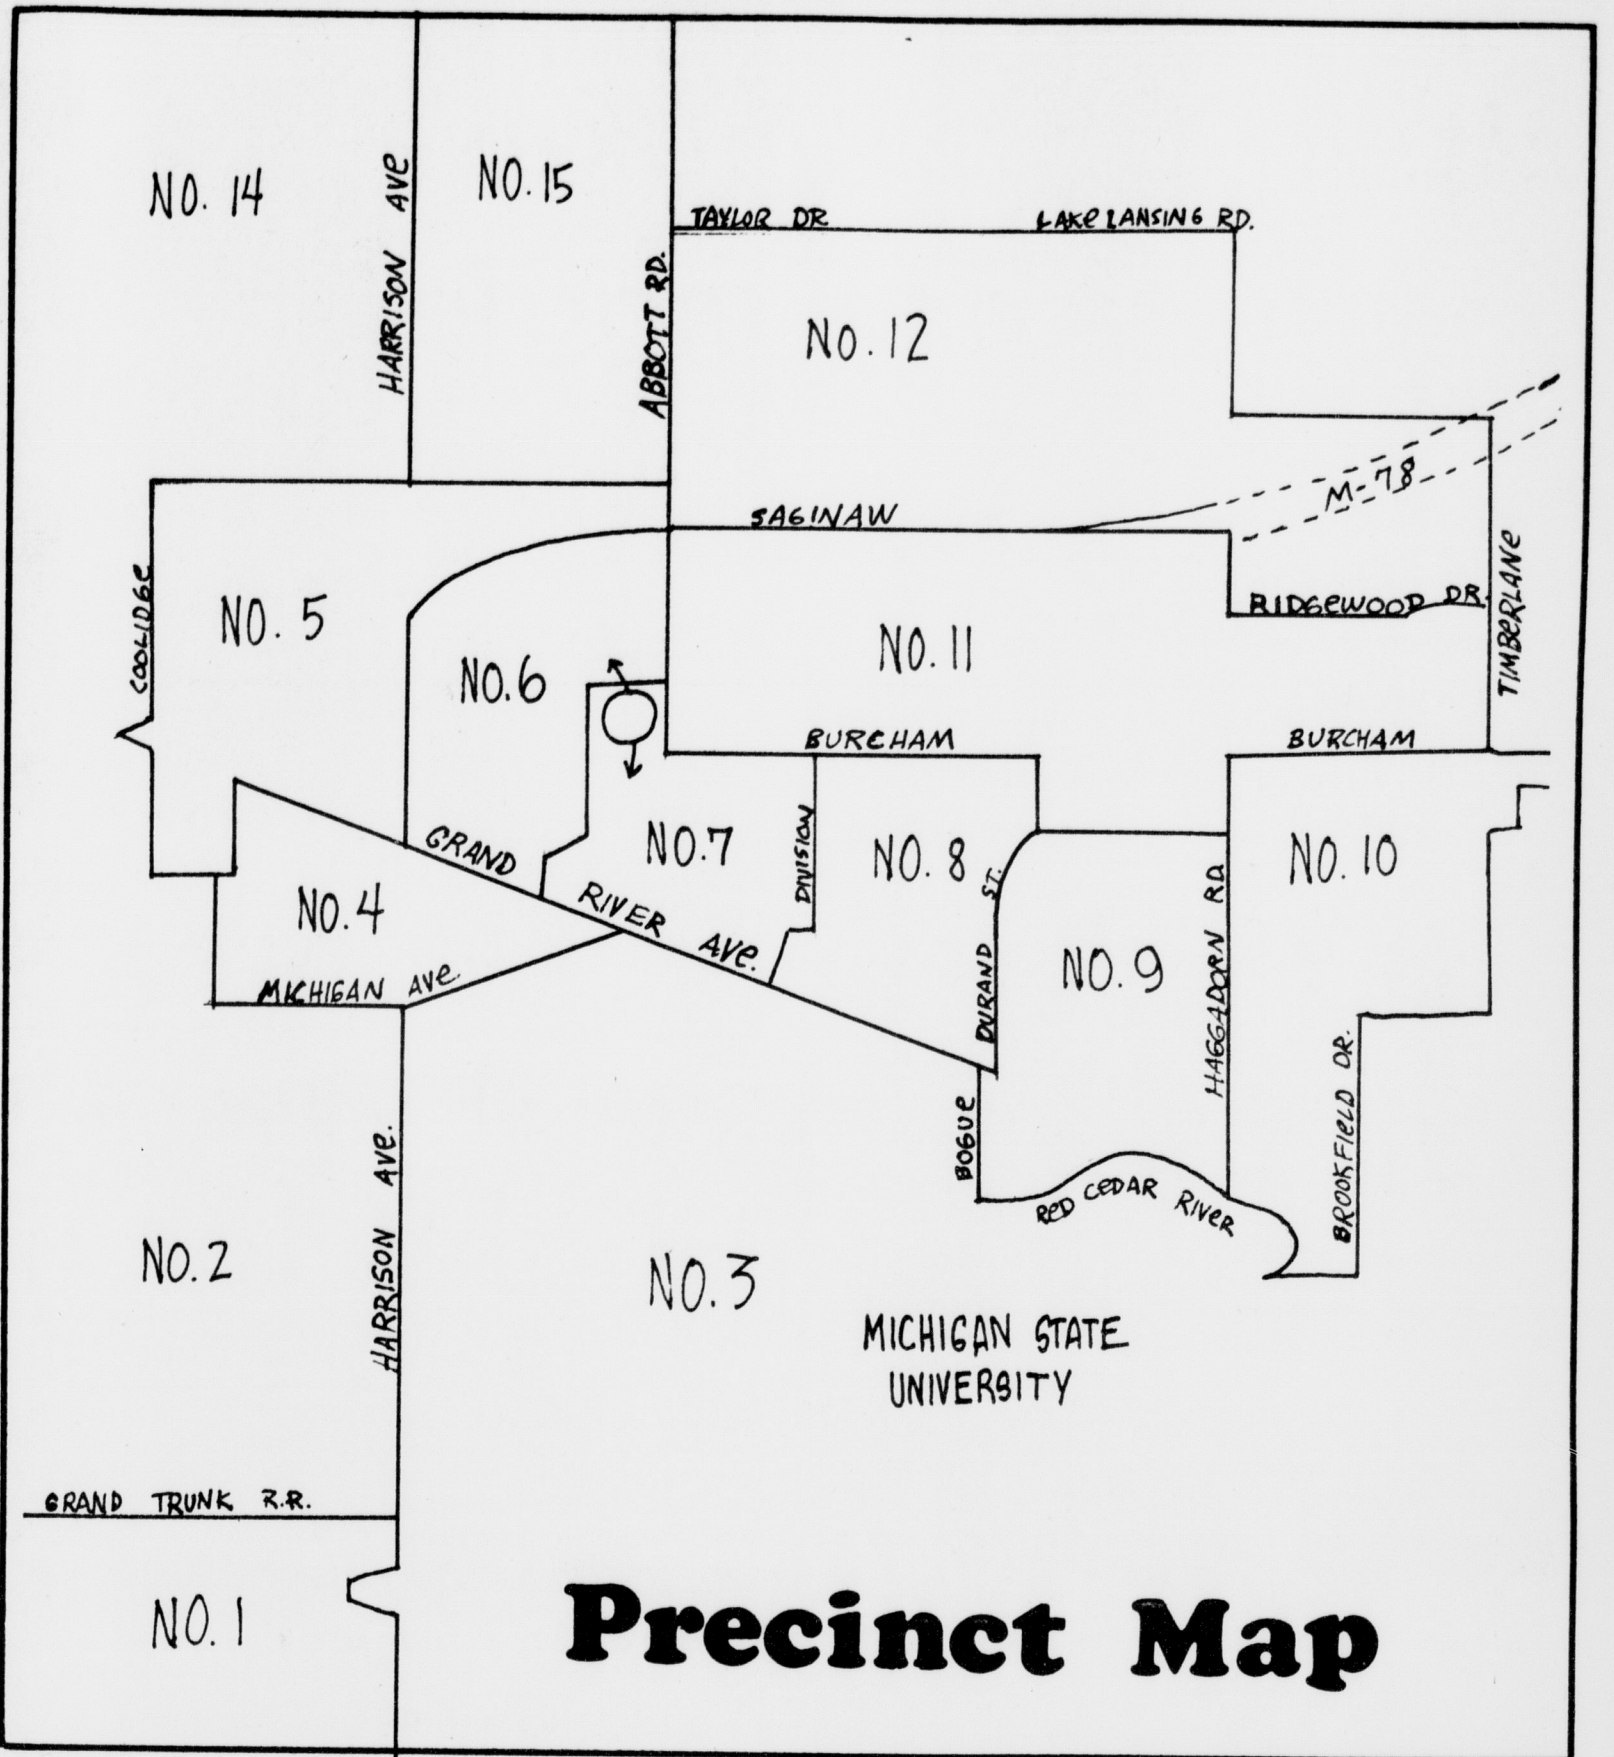 NO. 14
HARRISON AVE
NO. 15
TAYLOR DR
LAKE LANSING RD.
ABBOTT RD.
NO. 12
M-78
SAGINAW
COOLIDGE
NO. 5
NO. 6
NO. 11
RIDGEWOOD DR.
TIMBERLANE
BURCHAM
BURCHAM
GRAND RIVER AVE.
NO. 4
NO. 7
DIVISION
NO. 8
DURAND ST.
NO. 9
HAGGADORN RD.
NO. 10
MICHIGAN AVE.
BOGUE
RED CEDAR RIVER
BROOKFIELD DR.
NO. 2
HARRISON AVE.
NO. 3
MICHIGAN STATE
UNIVERSITY
GRAND TRUNK R.R.
NO. 1
Precinct Map